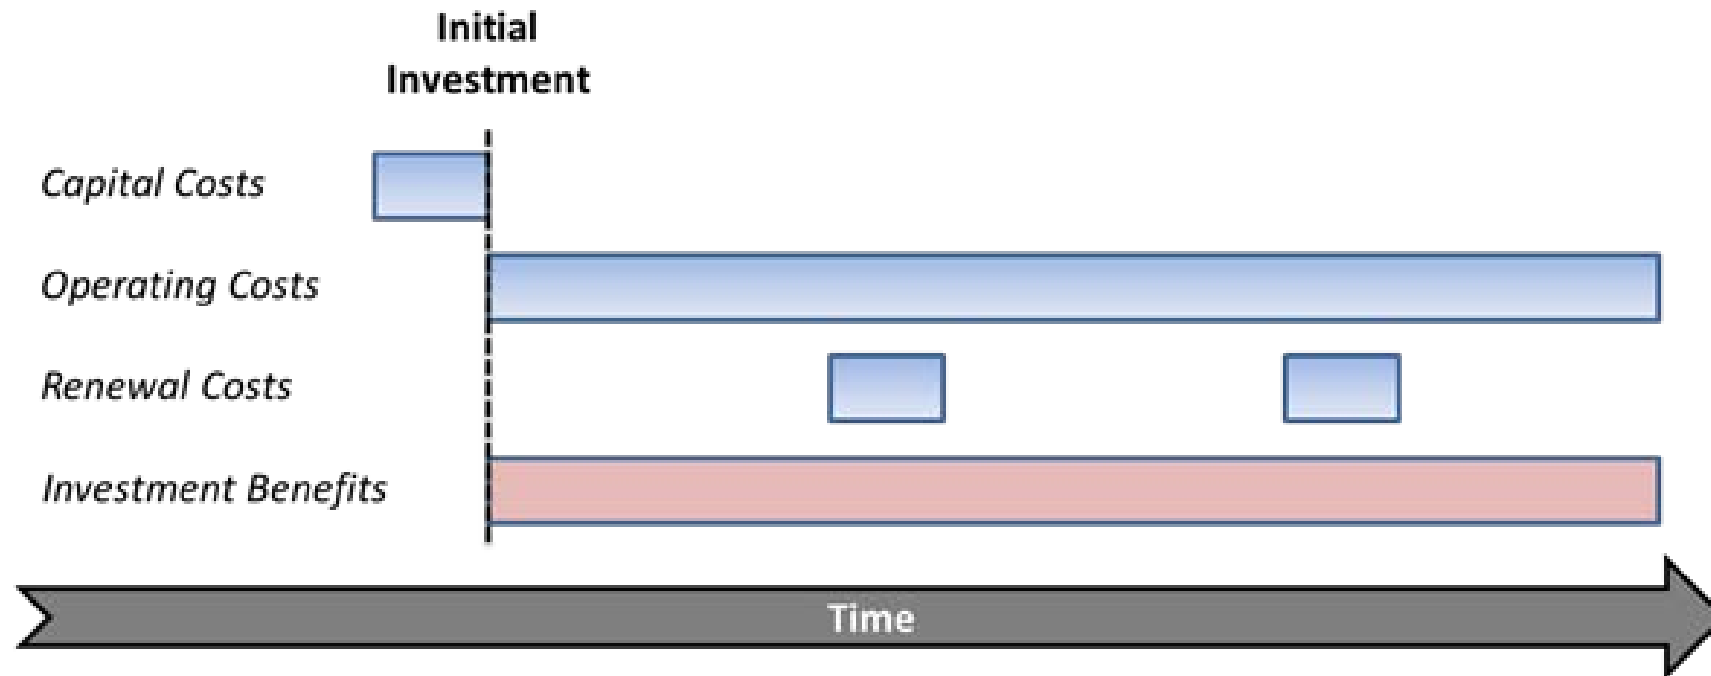 Initial
Investment
Capital Costs
Operating Costs
Renewal Costs
Investment Benefits
Time